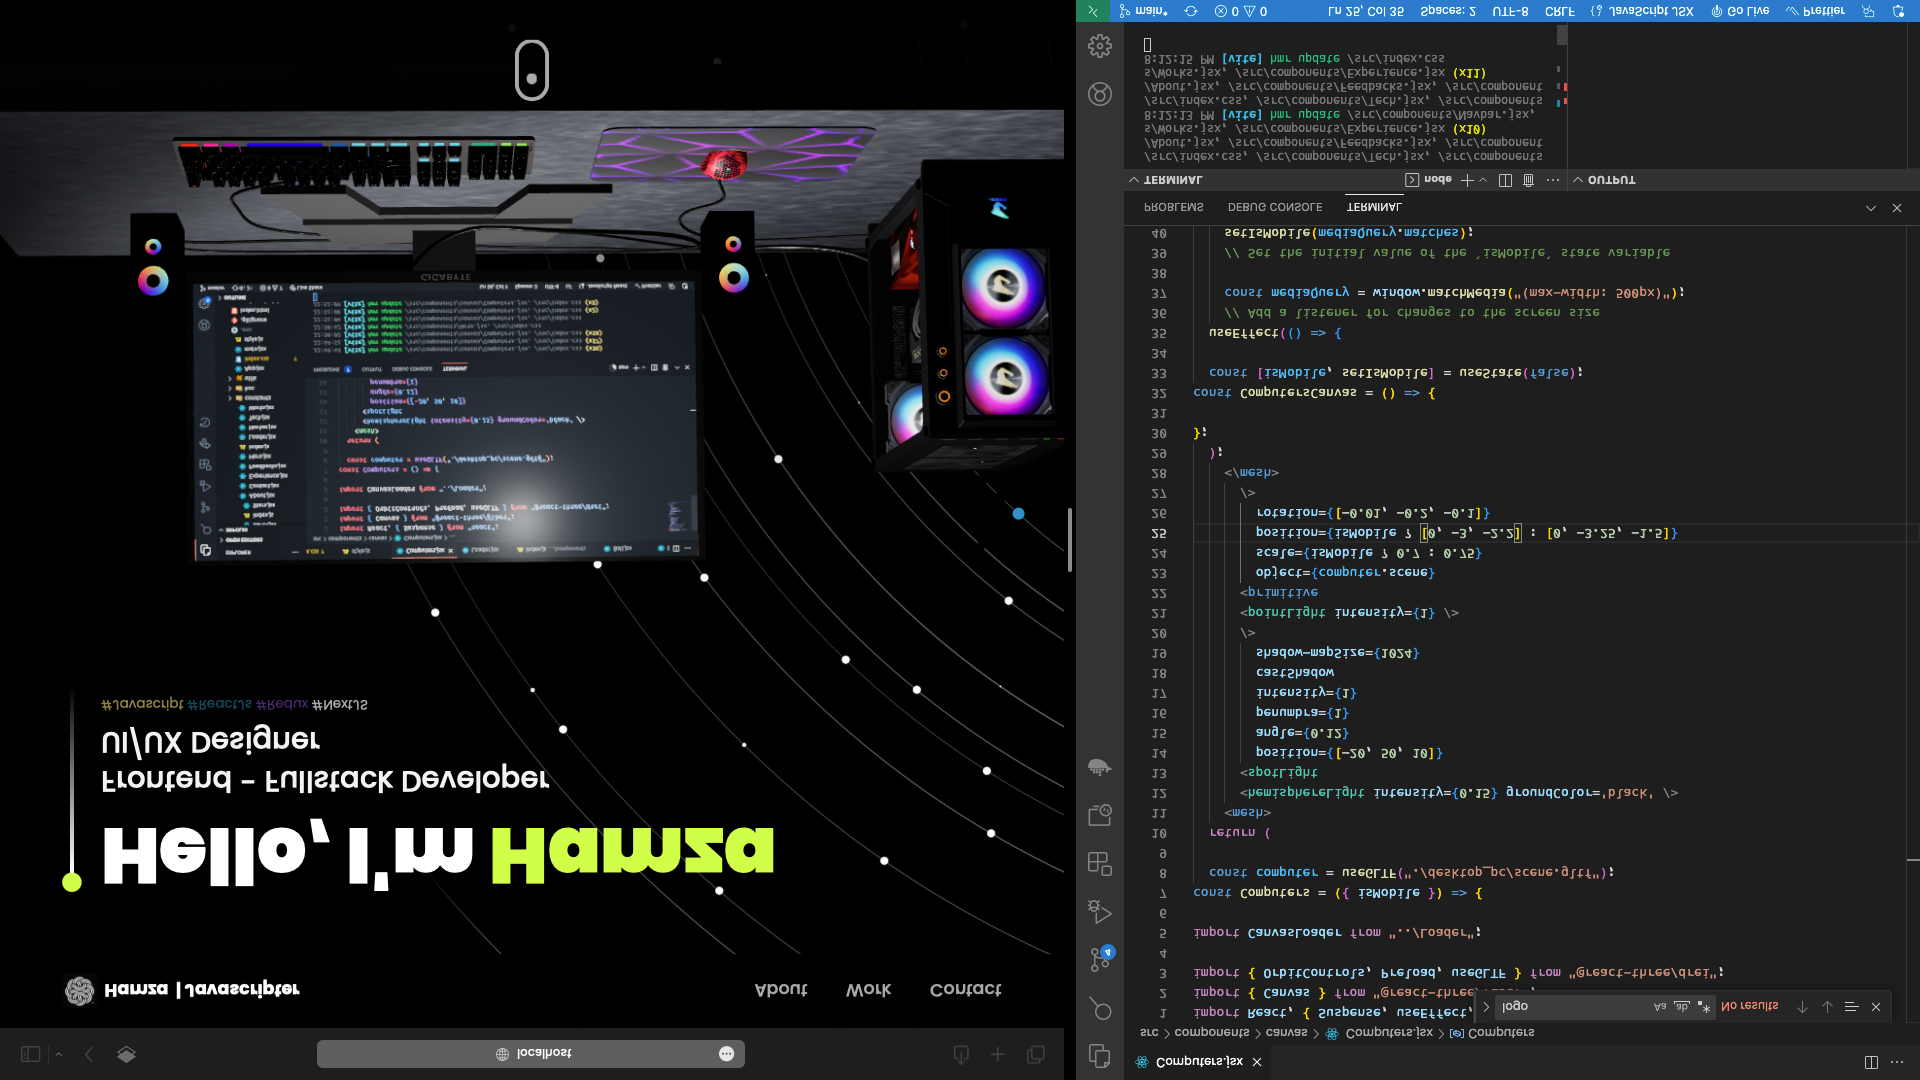 localhost
Hamza | Javascripter
About
Work
Contact
Hello, I'm Hamza
Frontend - Fullstack Developer
UI/UX Designer
#Javascript #ReactJs #Redux #NextJS
GIGABYTE
Computers.jsx
src > components > canvas > Computers.jsx > Computers
logo
Aa ab .*
No results
1 import React, { Suspense, useEffect,
2 import { Canvas } from "@react-three/
3 import { OrbitControls, Preload, useGLTF } from "@react-three/drei";
4
5 import CanvasLoader from "../Loader";
6
7 const Computers = ({ isMobile }) => {
8 const computer = useGLTF("./desktop_pc/scene.gltf");
9
10 return (
11 <mesh>
12 <hemisphereLight intensity={0.15} groundColor='black' />
13 <spotLight
14 position={[-20, 50, 10]}
15 angle={0.12}
16 penumbra={1}
17 intensity={1}
18 castShadow
19 shadow-mapSize={1024}
20 />
21 <pointLight intensity={1} />
22 <primitive
23 object={computer.scene}
24 scale={isMobile ? 0.7 : 0.75}
25 position={isMobile ? [0, -3, -2.2] : [0, -3.25, -1.5]}
26 rotation={[-0.01, -0.2, -0.1]}
27 />
28 </mesh>
29 );
30 };
31
32 const ComputersCanvas = () => {
33 const [isMobile, setIsMobile] = useState(false);
34
35 useEffect(() => {
36 // Add a listener for changes to the screen size
37 const mediaQuery = window.matchMedia("(max-width: 500px)");
38
39 // Set the initial value of the `isMobile` state variable
40 setIsMobile(mediaQuery.matches);
PROBLEMS
DEBUG CONSOLE
TERMINAL
TERMINAL
node
OUTPUT
/src/index.css, /src/components/Tech.jsx, /src/component
/About.jsx, /src/components/Feedbacks.jsx, /src/component
s/Works.jsx, /src/components/Experience.jsx (x10)
8:12:13 PM [vite] hmr update /src/components/Navbar.jsx,
/src/index.css, /src/components/Tech.jsx, /src/components
/About.jsx, /src/components/Feedbacks.jsx, /src/component
s/Works.jsx, /src/components/Experience.jsx (x11)
8:12:15 PM [vite] hmr update /src/index.css
main*
0
0
Ln 25, Col 35
Spaces: 2
UTF-8
CRLF
JavaScript JSX
Go Live
Prettier
4